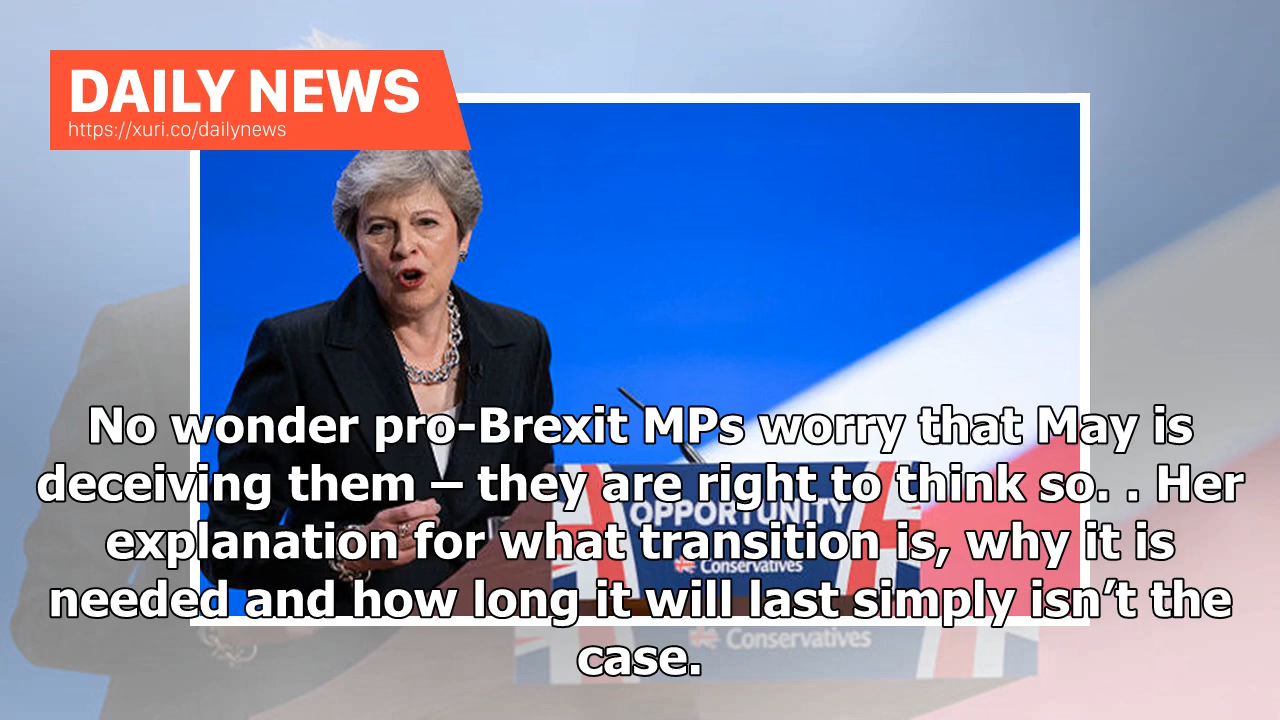 DAILY NEWS
https://xuri.co/dailynews
No wonder pro-Brexit MPs worry that May is
deceiving them – they are right to think so. . Her
OPPORTUNITY
explanation for what transition is, why it is
Conservatives
needed and how long it will last simply isn’t the
Conservatives
case.